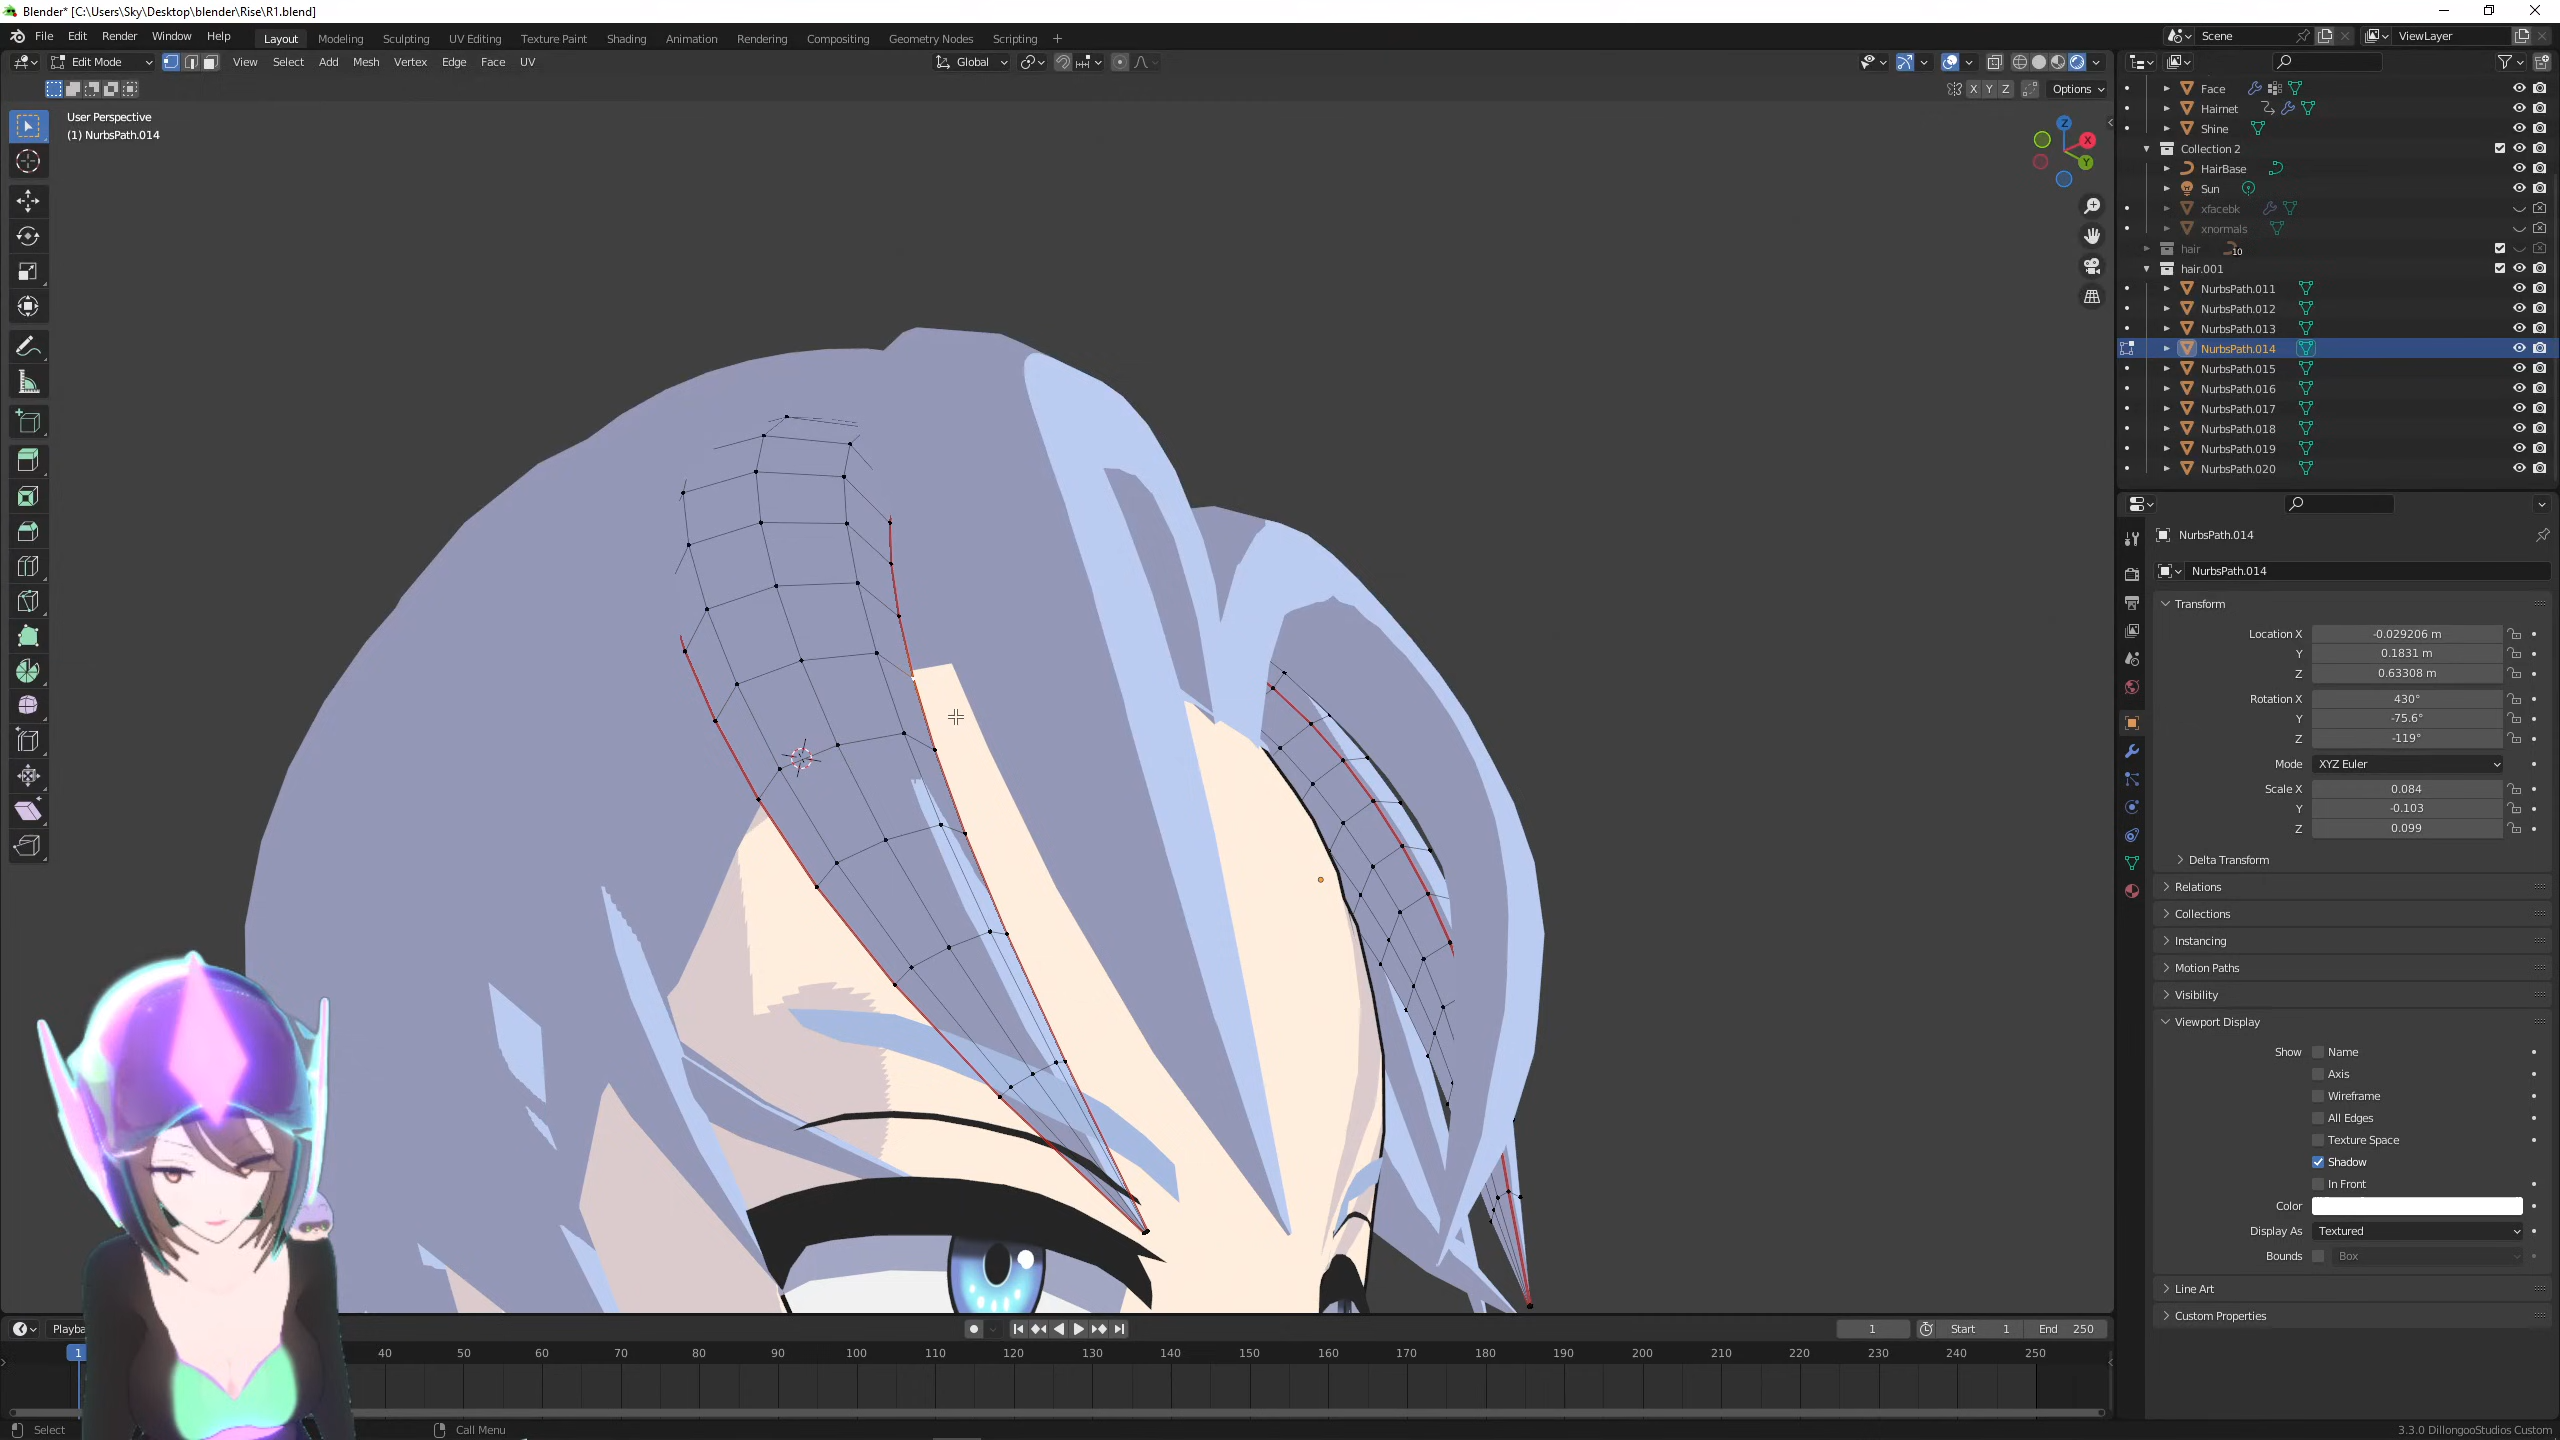 Blender* [C:\Users\Sky\Desktop\blender\Rise\R1.blend]
File Edit Render Window Help Layout Modeling Sculpting UV Editing Texture Paint Shading Animation Rendering Compositing Geometry Nodes Scripting + Scene ViewLayer
Edit Mode View Select Add Mesh Vertex Edge Face UV Global
X Y Z Options
User Perspective
(1) NurbsPath.014
Z
X
Y
Face
Hairnet
Shine
Collection 2
HairBase
Sun
xfacebk
xnormals
hair 10
hair.001
NurbsPath.011
NurbsPath.012
NurbsPath.013
NurbsPath.014
NurbsPath.015
NurbsPath.016
NurbsPath.017
NurbsPath.018
NurbsPath.019
NurbsPath.020
NurbsPath.014
NurbsPath.014
Transform
Location X -0.029206 m
Y 0.1831 m
Z 0.63308 m
Rotation X 430°
Y -75.6°
Z -119°
Mode XYZ Euler
Scale X 0.084
Y -0.103
Z 0.099
Delta Transform
Relations
Collections
Instancing
Motion Paths
Visibility
Viewport Display
Show Name
Axis
Wireframe
All Edges
Texture Space
Shadow
In Front
Color
Display As Textured
Bounds Box
Line Art
Custom Properties
Playba 1 Start 1 End 250
1 40 50 60 70 80 90 100 110 120 130 140 150 160 170 180 190 200 210 220 230 240 250
Select Call Menu 3.3.0 DillongooStudios Custom